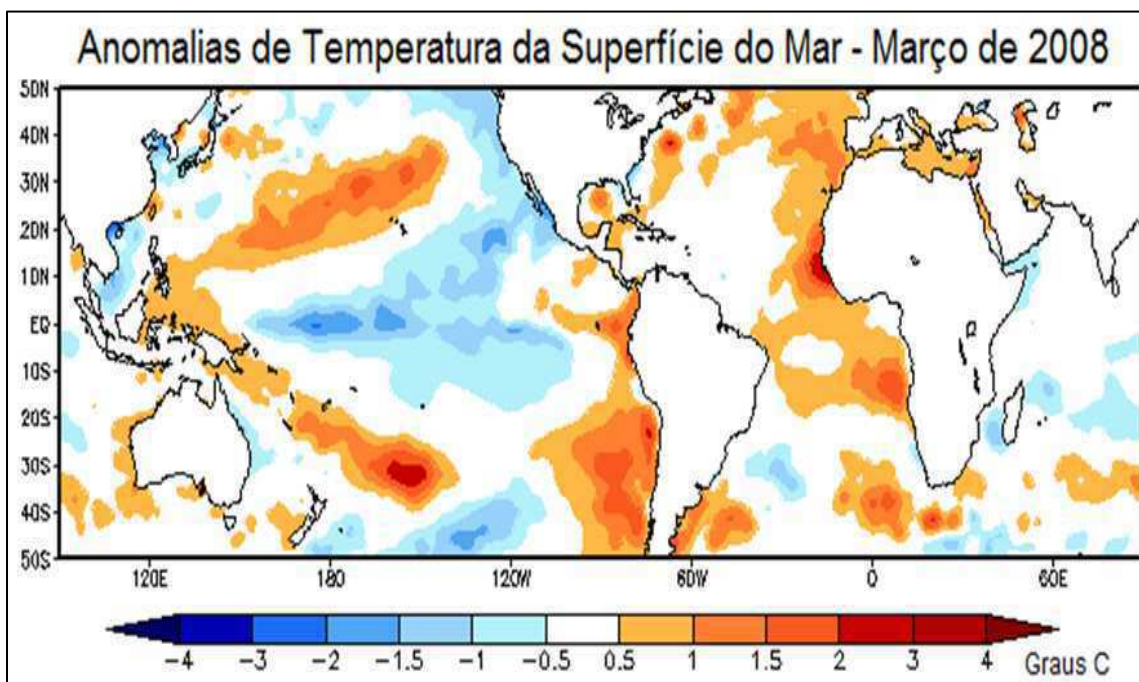 Anomalias de Temperatura da Superfície do Mar - Março de 2008
50N
40N
30N
20N
10N
EQ
10S
20S
30S
40S
50S
120E 180 120W 60W 0 60E
-4 -3 -2 -1.5 -1 -0.5 0.5 1 1.5 2 3 4 Graus C